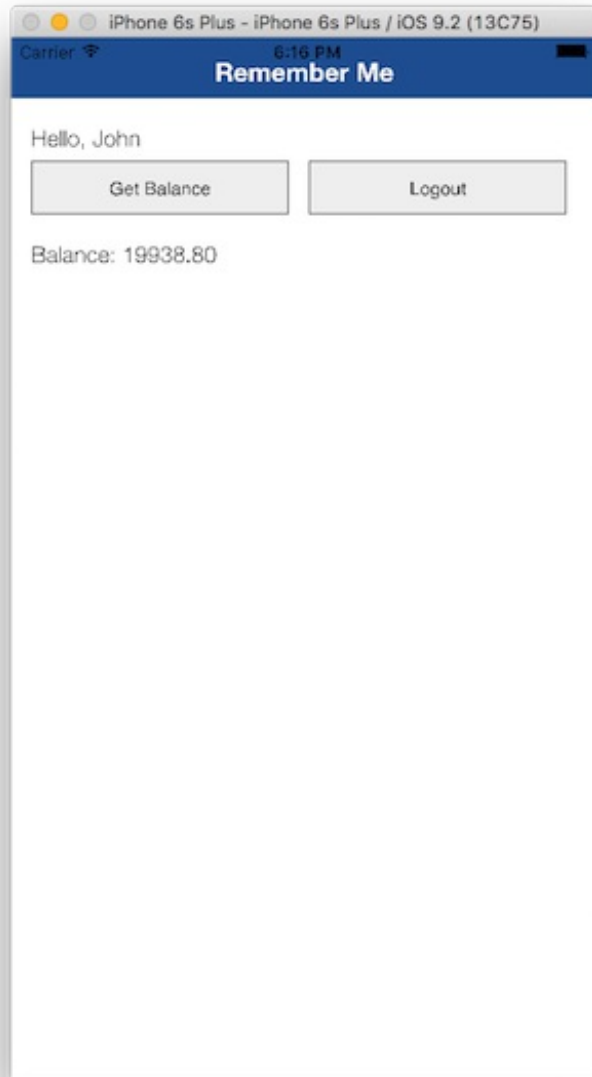 iPhone 6s Plus - iPhone 6s Plus / iOS 9.2 (13C75)
Carrier 6:16 PM
Remember Me
Hello, John
Get Balance Logout
Balance: 19938.80